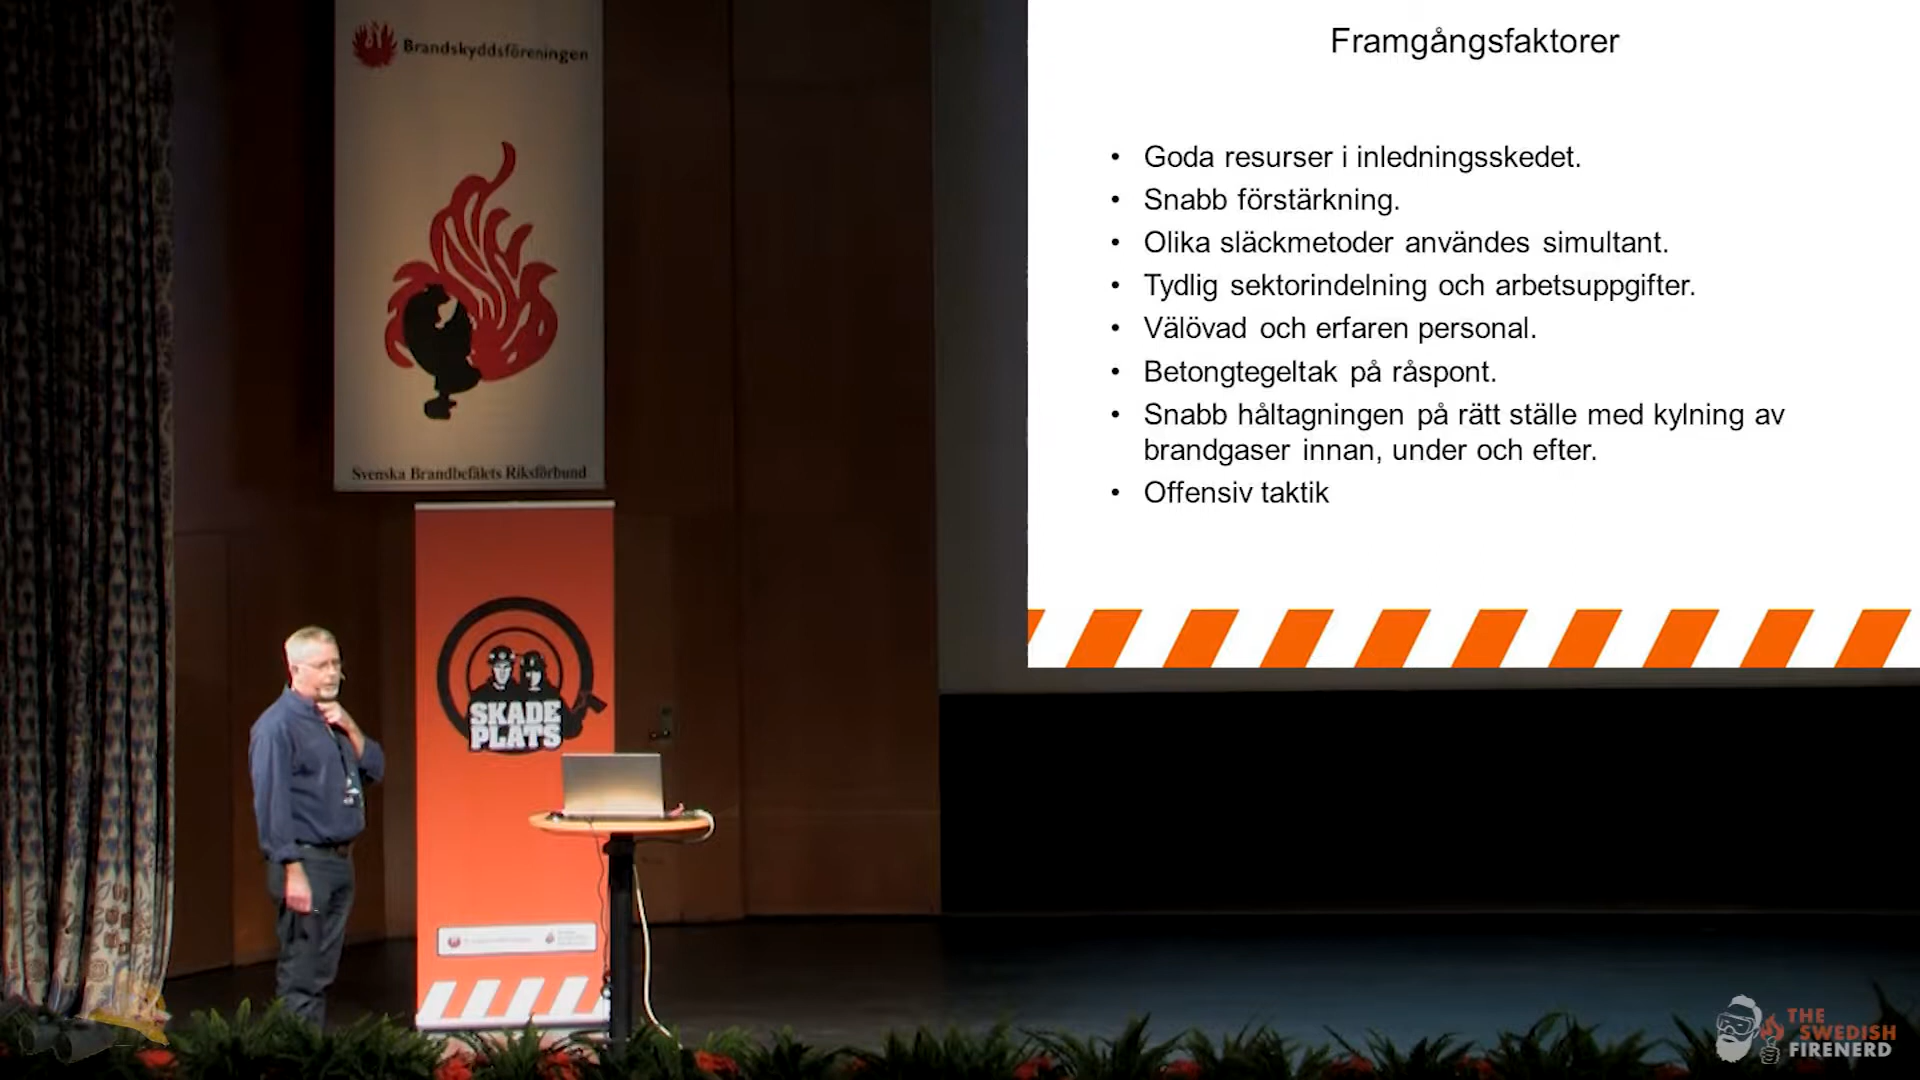 Brandskyddsföreningen
Svenska Brandbefälets Riksförbund
SKADE
PLATS
Framgångsfaktorer
• Goda resurser i inledningsskedet.
• Snabb förstärkning.
• Olika släckmetoder användes simultant.
• Tydlig sektorindelning och arbetsuppgifter.
• Välövad och erfaren personal.
• Betongtegeltak på råspont.
• Snabb håltagningen på rätt ställe med kylning av
brandgaser innan, under och efter.
• Offensiv taktik
THE
SWEDISH
FIRENERD